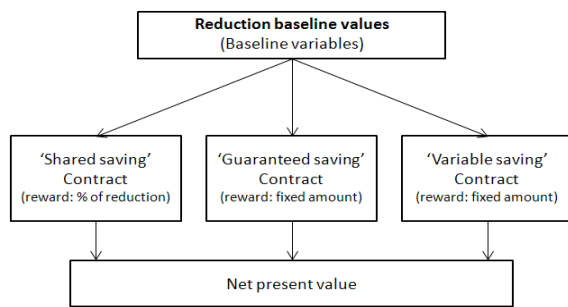 Reduction baseline values
(Baseline variables)
‘Shared saving’
Contract
(reward: % of reduction)
‘Guaranteed saving’
Contract
(reward: fixed amount)
‘Variable saving’
Contract
(reward: fixed amount)
Net present value